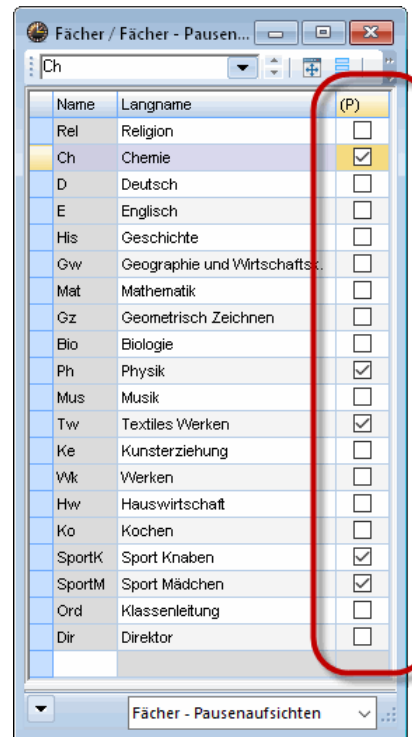 Fächer / Fächer - Pausen...
Ch
Name Langname (P)
Rel Religion
Ch Chemie
D Deutsch
E Englisch
His Geschichte
Gw Geographie und Wirtschaftsk.
Mat Mathematik
Gz Geometrisch Zeichnen
Bio Biologie
Ph Physik
Mus Musik
Tw Textiles Werken
Ke Kunsterziehung
Wk Werken
Hw Hauswirtschaft
Ko Kochen
SportK Sport Knaben
SportM Sport Mädchen
Ord Klassenleitung
Dir Direktor
Fächer - Pausenaufsichten